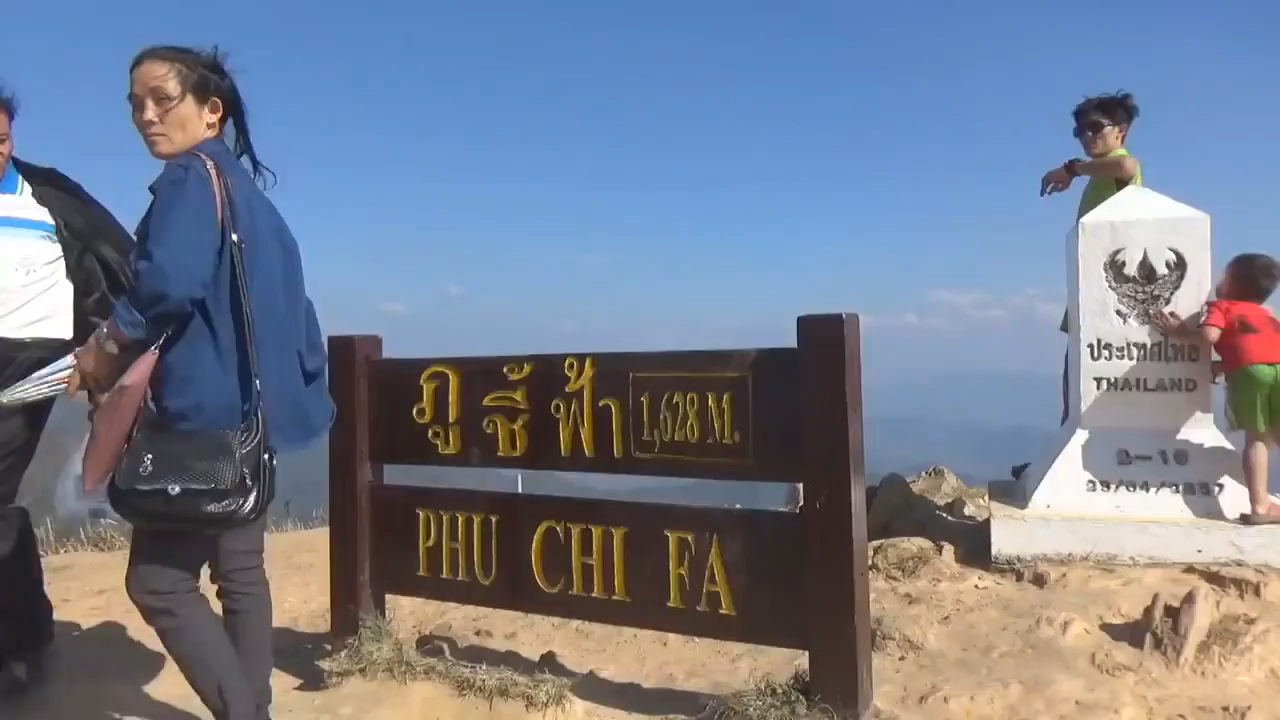 ภู ชี้ ฟ้า 1,628 M.
PHU CHI FA
ประเทศไทย
THAILAND
2-10